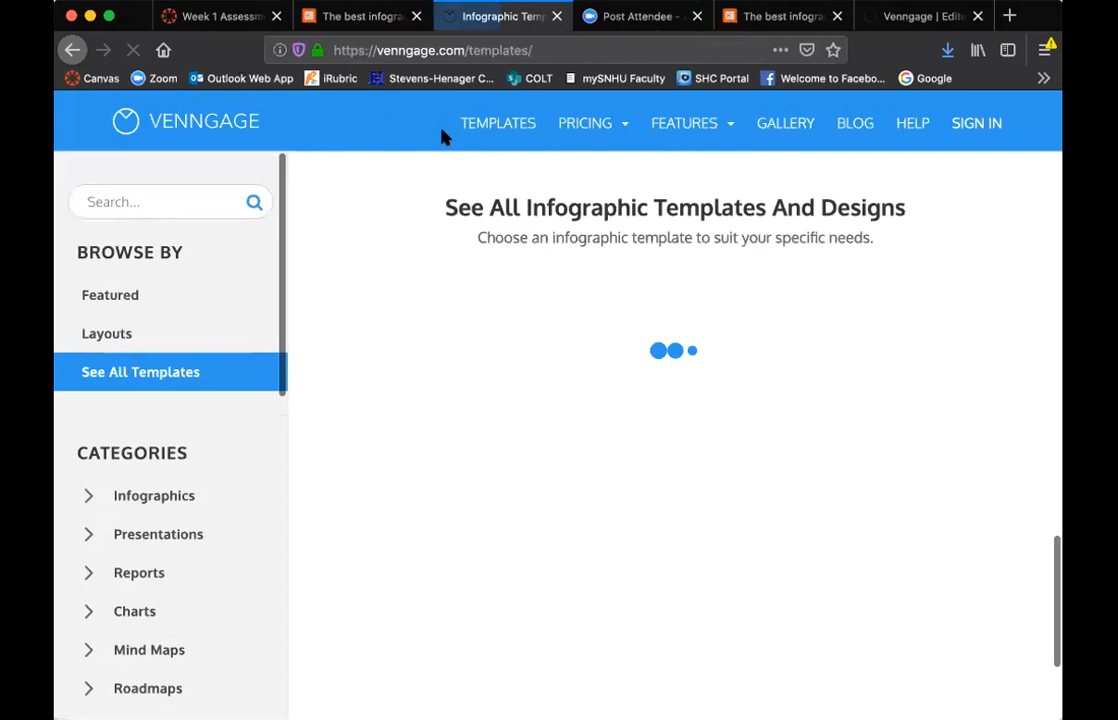 Week 1 Assessm
The best infogra
Infographic Temp
Post Attendee -
The best infogra
Venngage | Edit
https://venngage.com/templates/
Canvas
Zoom
Outlook Web App
iRubric
Stevens-Henager C...
COLT
mySNHU Faculty
SHC Portal
Welcome to Facebo...
Google
VENNGAGE
TEMPLATES
PRICING
FEATURES
GALLERY
BLOG
HELP
SIGN IN
Search...
BROWSE BY
Featured
Layouts
See All Templates
CATEGORIES
Infographics
Presentations
Reports
Charts
Mind Maps
Roadmaps
See All Infographic Templates And Designs
Choose an infographic template to suit your specific needs.